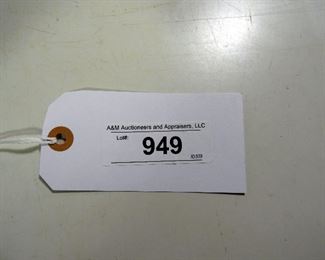 A&M Auctioneers and Appraisers, LLC
Lot#:
949